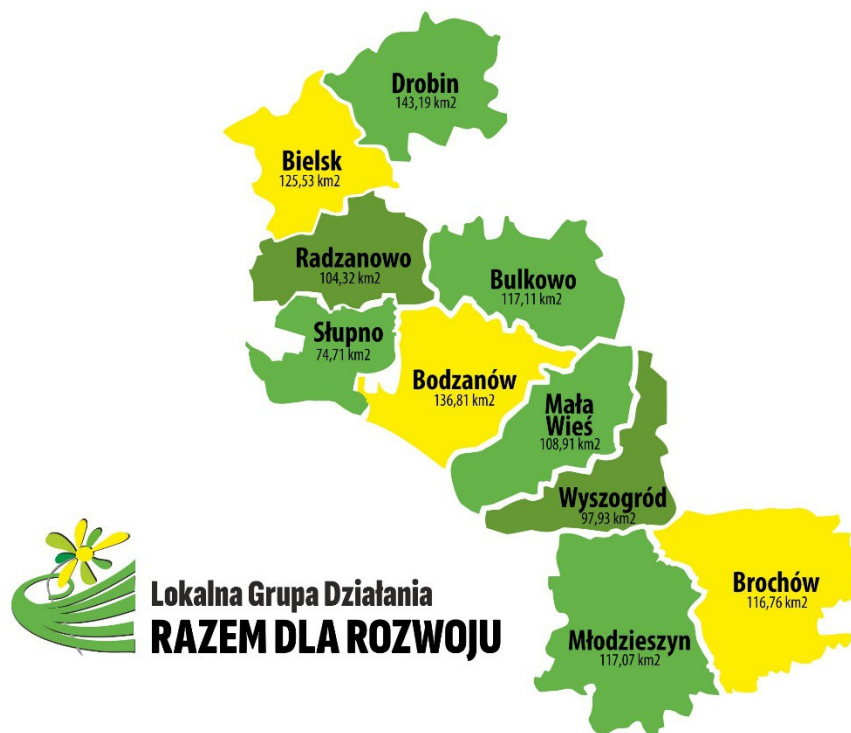 Drobin
143,19 km2
Bielsk
125,53 km2
Radzanowo
104,32 km2
Bulkowo
117,11 km2
Słupno
74,71 km2
Bodzanów
136,81 km2
Mała
Wieś
108,91 km2
Wyszogród
97,93 km2
Brochów
116,76 km2
Młodzieszyn
117,07 km2
Lokalna Grupa Działania
RAZEM DLA ROZWOJU